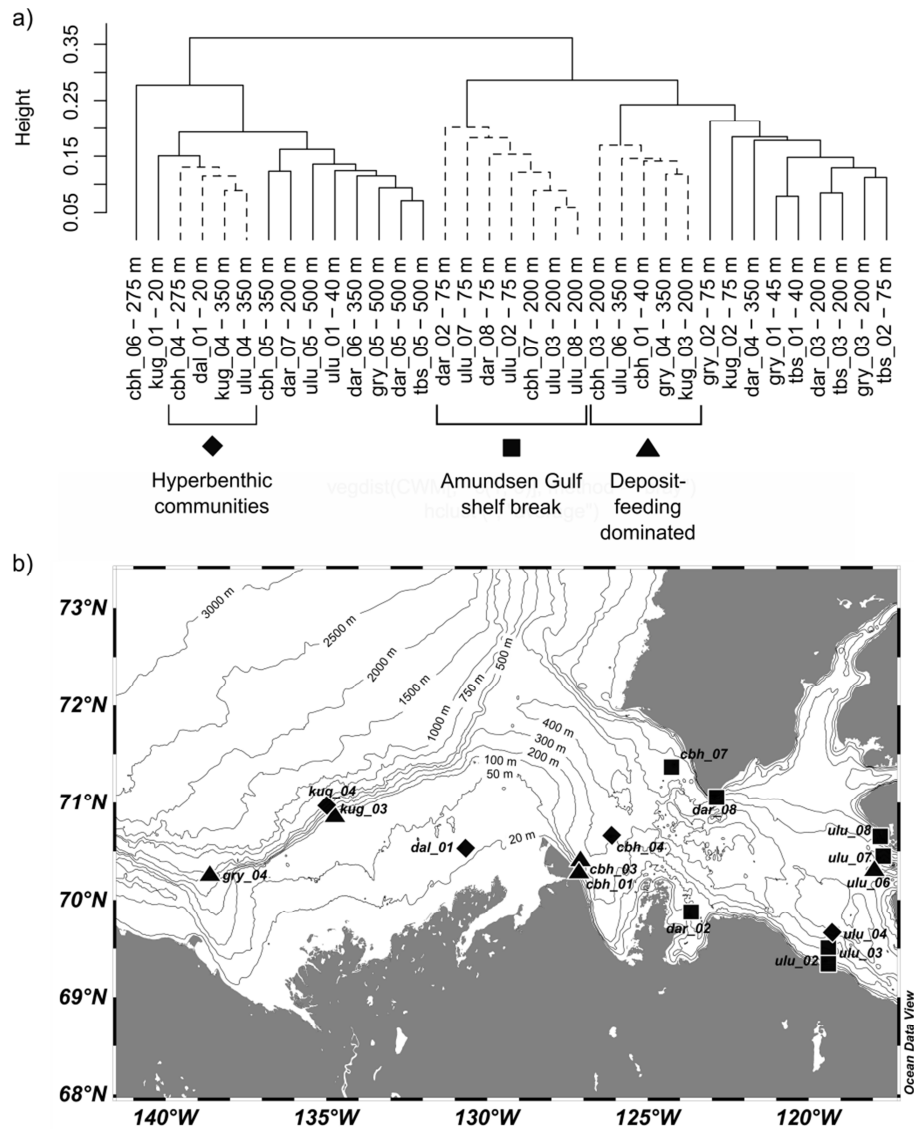 a)
Height
0.35
0.25
0.15
0.05
cbh_06 – 275 m
kug_01 – 20 m
cbh_04 – 275 m
dal_01 – 20 m
kug_04 – 350 m
ulu_04 – 350 m
cbh_05 – 350 m
cbh_07 – 200 m
ulu_05 – 500 m
ulu_01 – 40 m
dar_06 – 350 m
gry_05 – 500 m
dar_05 – 500 m
tbs_05 – 500 m
dar_02 – 75 m
ulu_07 – 75 m
dar_08 – 75 m
ulu_02 – 75 m
cbh_07 – 200 m
ulu_03 – 200 m
ulu_08 – 200 m
cbh_03 – 200 m
ulu_06 – 350 m
cbh_01 – 40 m
gry_04 – 350 m
kug_03 – 200 m
gry_02 – 75 m
kug_02 – 75 m
dar_04 – 350 m
gry_01 – 45 m
tbs_01 – 40 m
dar_03 – 200 m
tbs_03 – 200 m
gry_03 – 200 m
tbs_02 – 75 m
Hyperbenthic
communities
Amundsen Gulf
shelf break
Deposit-
feeding
dominated
b)
73°N
72°N
71°N
70°N
69°N
68°N
3000 m
2500 m
2000 m
1500 m
1000 m
750 m
500 m
400 m
300 m
200 m
100 m
50 m
20 m
cbh_07
dar_08
kug_04
kug_03
dal_01
cbh_04
ulu_08
ulu_07
ulu_06
gry_04
cbh_03
cbh_01
dar_02
ulu_04
ulu_03
ulu_02
140°W
135°W
130°W
125°W
120°W
Ocean Data View